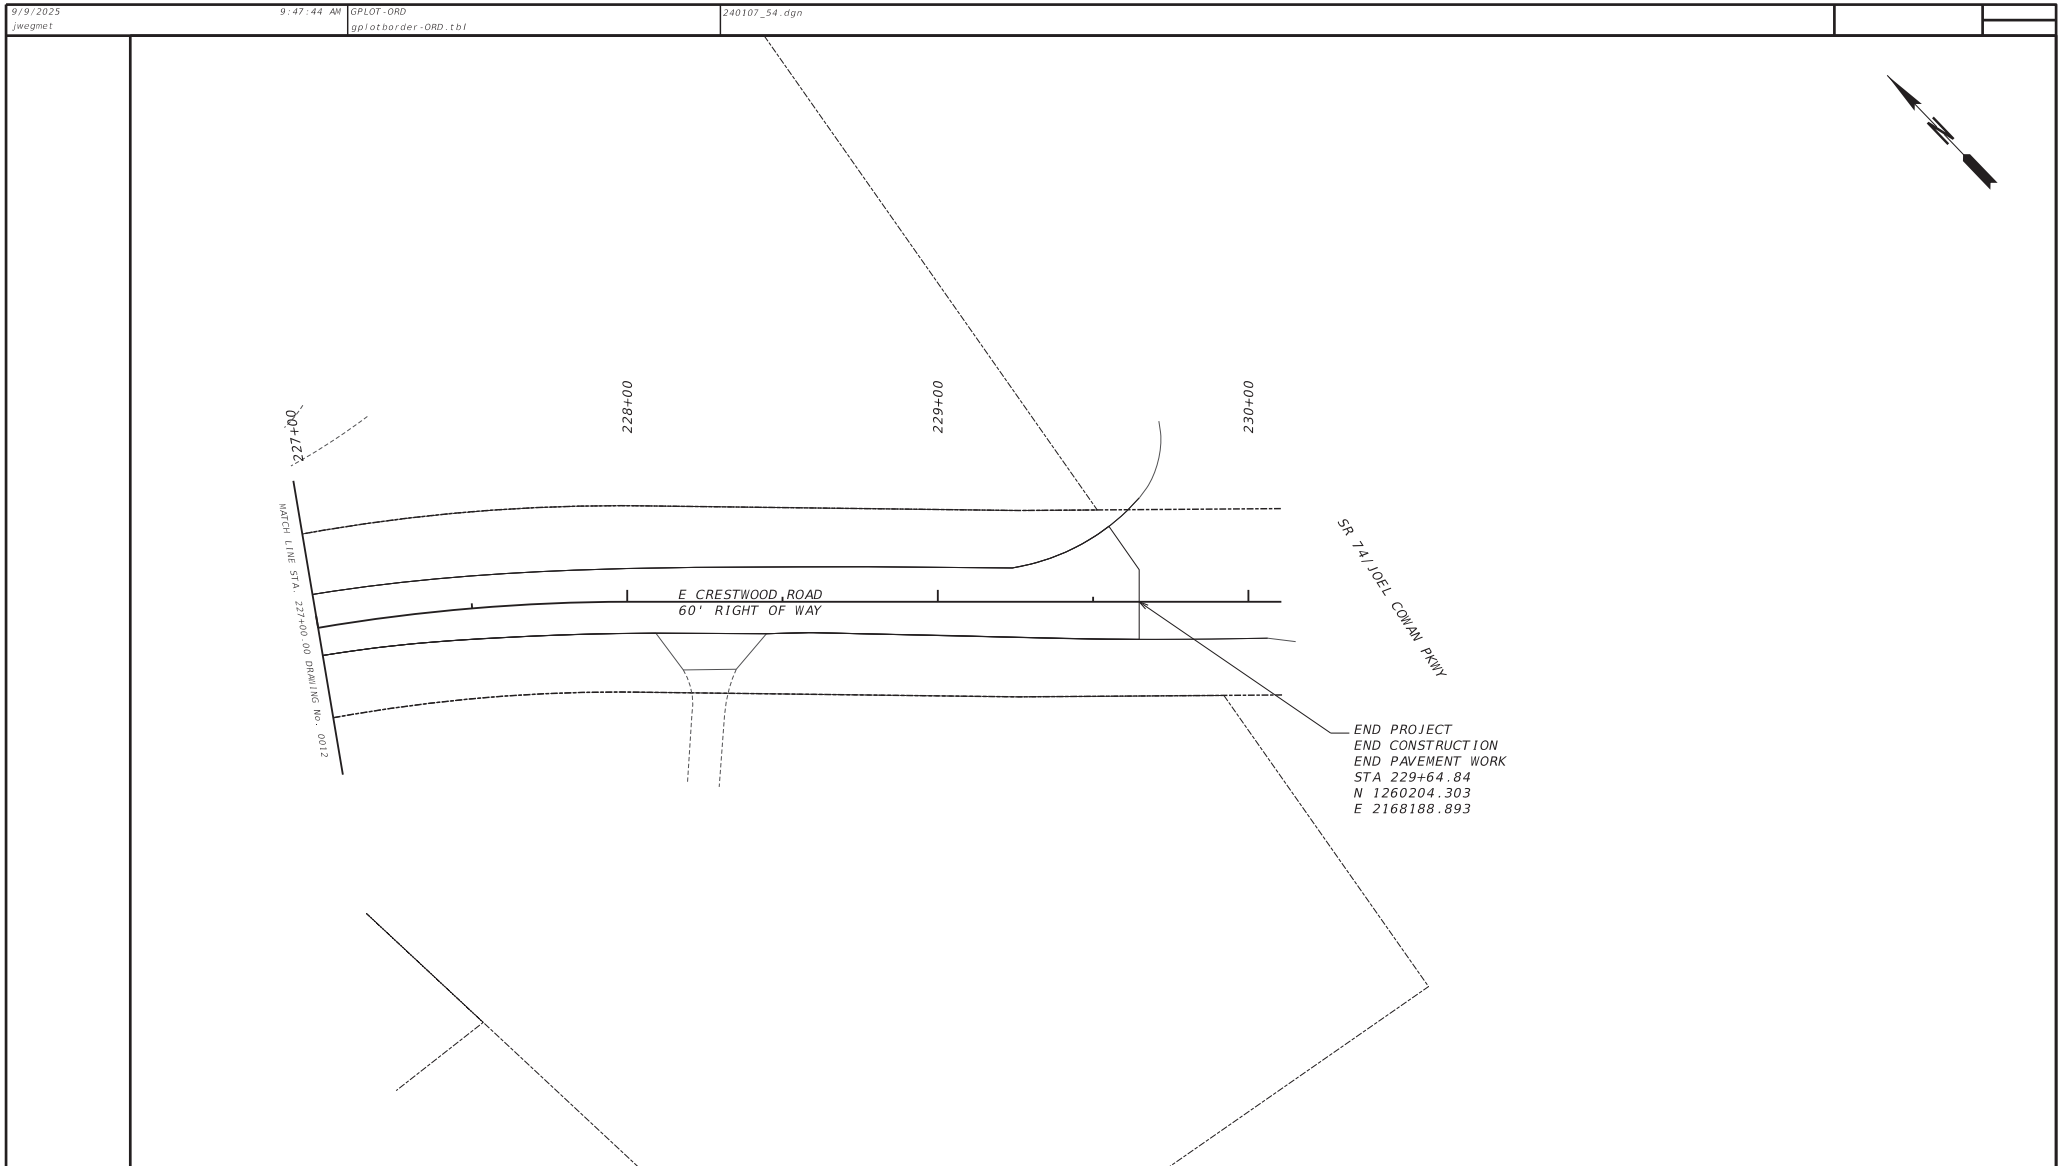 9/9/2025
9:47:44 AM
GPLOT-ORD
240107_54.dgn
jwegmet
gplotborder-ORD.tbl
N
227+00
228+00
229+00
230+00
MATCH LINE STA. 227+00.00 DRAWING No. 0012
E CRESTWOOD ROAD
60' RIGHT OF WAY
SR 74/JOEL COWAN PKWY
END PROJECT
END CONSTRUCTION
END PAVEMENT WORK
STA 229+64.84
N 1260204.303
E 2168188.893